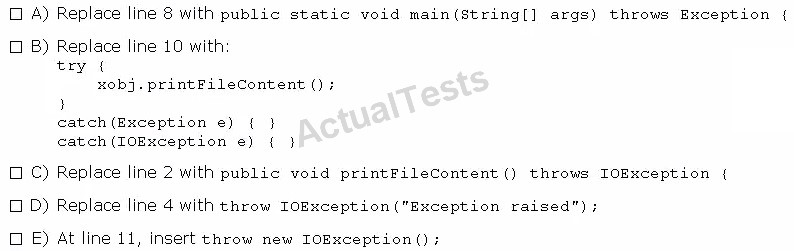 A) Replace line 8 with public static void main(String[] args) throws Exception {
B) Replace line 10 with:
try {
xobj.printFileContent();
}
catch(Exception e) { }
catch(IOException e) { }
ActualTests
C) Replace line 2 with public void printFileContent() throws IOException {
D) Replace line 4 with throw IOException("Exception raised");
E) At line 11, insert throw new IOException();